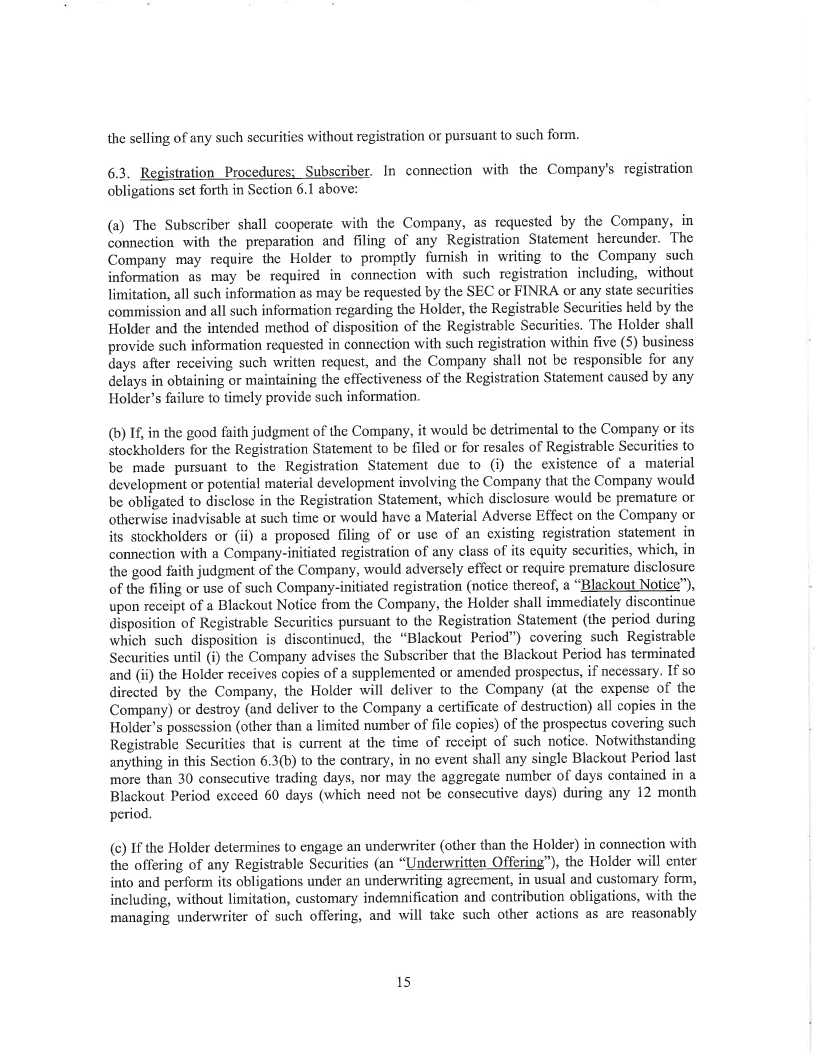 the selling of any such securities without registration or pursuant to such form.
6.3. Registration Procedures; Subscriber. In connection with the Company's registration
obligations set forth in Section 6.1 above:
(a) The Subscriber shall cooperate with the Company, as requested by the Company, in
connection with the preparation and filing of any Registration Statement hereunder. The
Company may require the Holder to promptly furnish in writing to the Company such
information as may be required in connection with such registration including, without
limitation, all such information as may be requested by the SEC or FINRA or any state securities
commission and all such information regarding the Holder, the Registrable Securities held by the
Holder and the intended method of disposition of the Registrable Securities. The Holder shall
provide such information requested in connection with such registration within five (5) business
days after receiving such written request, and the Company shall not be responsible for any
delays in obtaining or maintaining the effectiveness of the Registration Statement caused by any
Holder's failure to timely provide such information.
(b) If, in the good faith judgment of the Company, it would be detrimental to the Company or its
stockholders for the Registration Statement to be filed or for resales of Registrable Securities to
be made pursuant to the Registration Statement due to (i) the existence of a material
development or potential material development involving the Company that the Company would
be obligated to disclose in the Registration Statement, which disclosure would be premature or
otherwise inadvisable at such time or would have a Material Adverse Effect on the Company or
its stockholders or (ii) a proposed filing of or use of an existing registration statement in
connection with a Company-initiated registration of any class of its equity securities, which, in
the good faith judgment of the Company, would adversely effect or require premature disclosure
of the filing or use of such Company-initiated registration (notice thereof, a “Blackout Notice”),
upon receipt of a Blackout Notice from the Company, the Holder shall immediately discontinue
disposition of Registrable Securities pursuant to the Registration Statement (the period during
which such disposition is discontinued, the “Blackout Period”) covering such Registrable
Securities until (i) the Company advises the Subscriber that the Blackout Period has terminated
and (ii) the Holder receives copies of a supplemented or amended prospectus, if necessary. If so
directed by the Company, the Holder will deliver to the Company (at the expense of the
Company) or destroy (and deliver to the Company a certificate of destruction) all copies in the
Holder's possession (other than a limited number of file copies) of the prospectus covering such
Registrable Securities that is current at the time of receipt of such notice. Notwithstanding
anything in this Section 6.3(b) to the contrary, in no event shall any single Blackout Period last
more than 30 consecutive trading days, nor may the aggregate number of days contained in a
Blackout Period exceed 60 days (which need not be consecutive days) during any 12 month
period.
(c) If the Holder determines to engage an underwriter (other than the Holder) in connection with
the offering of any Registrable Securities (an “Underwritten Offering”), the Holder will enter
into and perform its obligations under an underwriting agreement, in usual and customary form,
including, without limitation, customary indemnification and contribution obligations, with the
managing underwriter of such offering, and will take such other actions as are reasonably
15